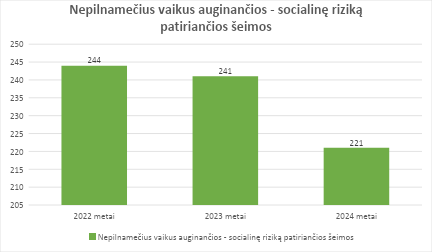 Nepilnamečius vaikus auginančios - socialinę riziką
patiriančios šeimos
250
245
240
235
230
225
220
215
210
205
244
241
221
2022 metai
2023 metai
2024 metai
Nepilnamečius vaikus auginančios - socialinę riziką patiriančios šeimos